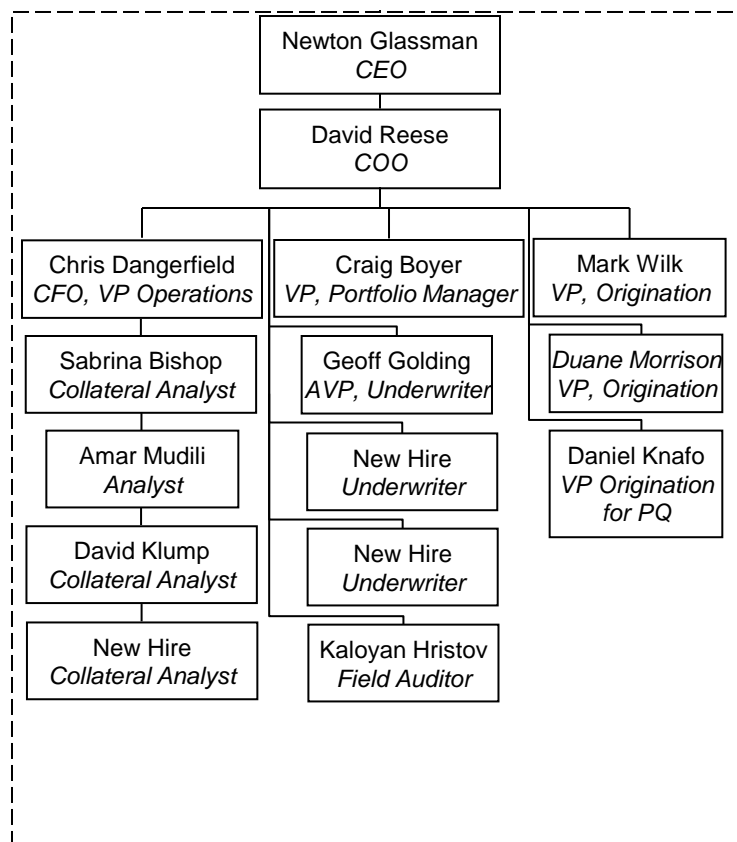 Newton Glassman
CEO
David Reese
COO
Chris Dangerfield
CFO, VP Operations
Craig Boyer
VP, Portfolio Manager
Mark Wilk
VP, Origination
Sabrina Bishop
Collateral Analyst
Geoff Golding
AVP, Underwriter
Duane Morrison
VP, Origination
Amar Mudili
Analyst
New Hire
Underwriter
Daniel Knafo
VP Origination
for PQ
David Klump
Collateral Analyst
New Hire
Underwriter
New Hire
Collateral Analyst
Kaloyan Hristov
Field Auditor